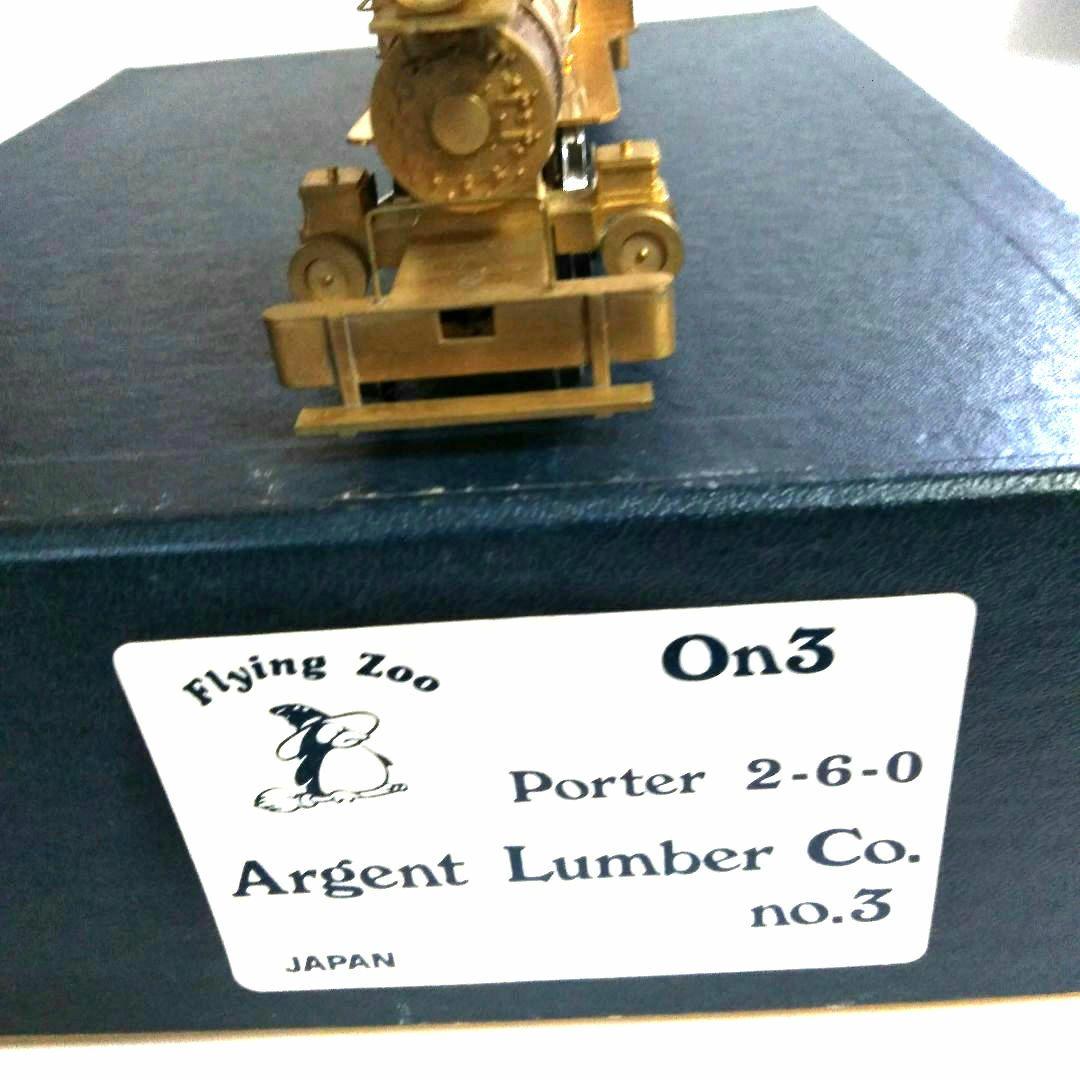 Flying Zoo
On3
Porter 2-6-0
Argent Lumber Co.
no.3
JAPAN